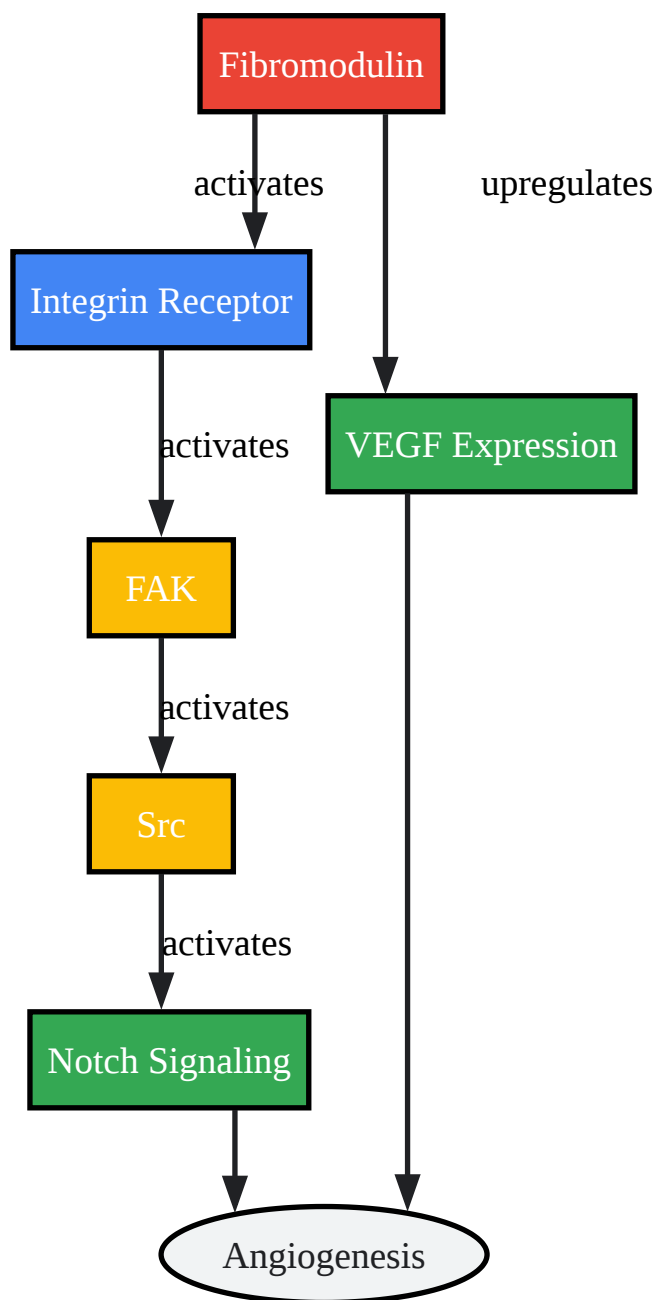 Fibromodulin
activates
upregulates
Integrin Receptor
activates
VEGF Expression
FAK
activates
Src
activates
Notch Signaling
Angiogenesis